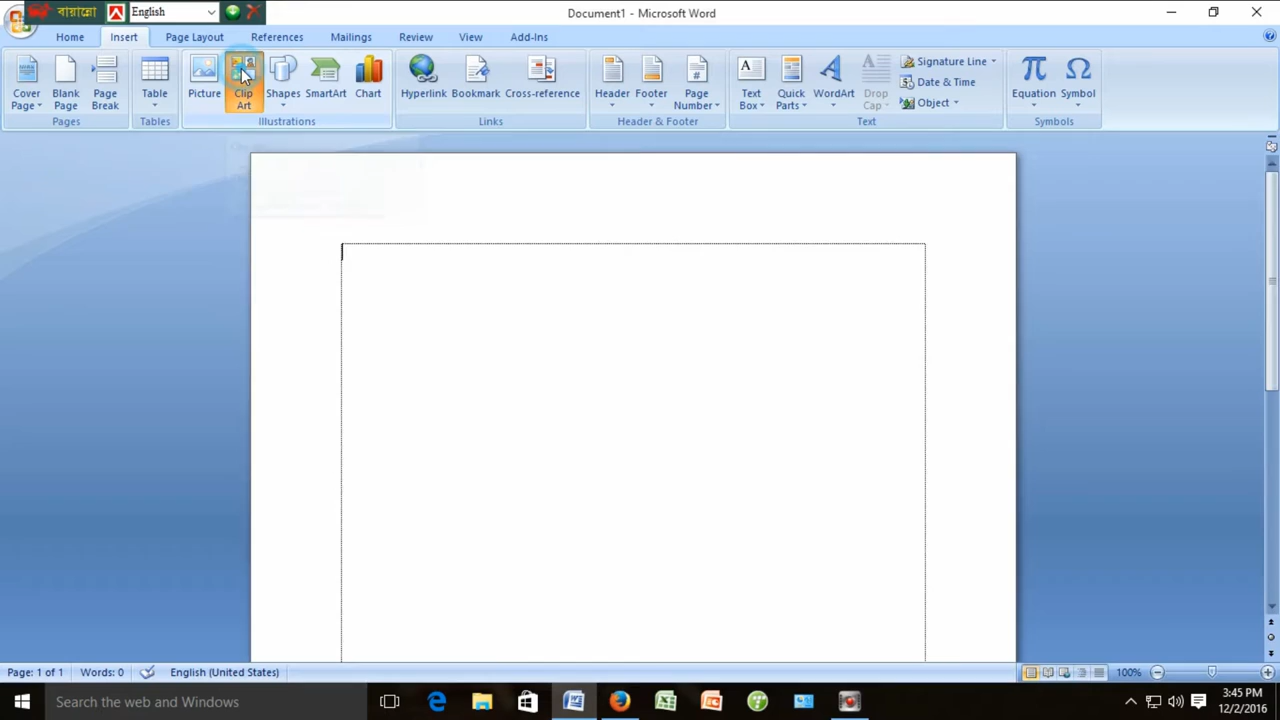 বায়ান্নো English
Document1 - Microsoft Word
Home Insert Page Layout References Mailings Review View Add-Ins
Cover Page Blank Page Page Break Table Picture Clip Art Shapes SmartArt Chart Hyperlink Bookmark Cross-reference Header Footer Page Number Text Box Quick Parts WordArt Drop Cap Signature Line Date & Time Object Equation Symbol
Pages Tables Illustrations Links Header & Footer Text Symbols
Page: 1 of 1 Words: 0 English (United States) 100%
Search the web and Windows
3:45 PM
12/2/2016